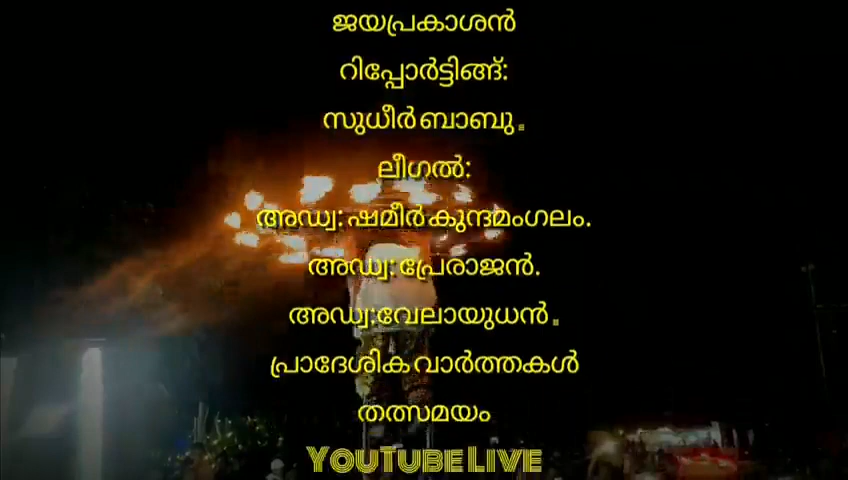 ജയപ്രകാശൻ
റിപ്പോർട്ടിങ്ങ്:
സുധീർ ബാബു.
ലീഗൽ:
അഡ്വ: ഷമീർ കുന്ദമംഗലം.
അഡ്വ: പ്രേരാജൻ.
അഡ്വ:വേലായുധൻ.
പ്രാദേശിക വാർത്തകൾ
തത്സമയം
YOUTUBE LIVE